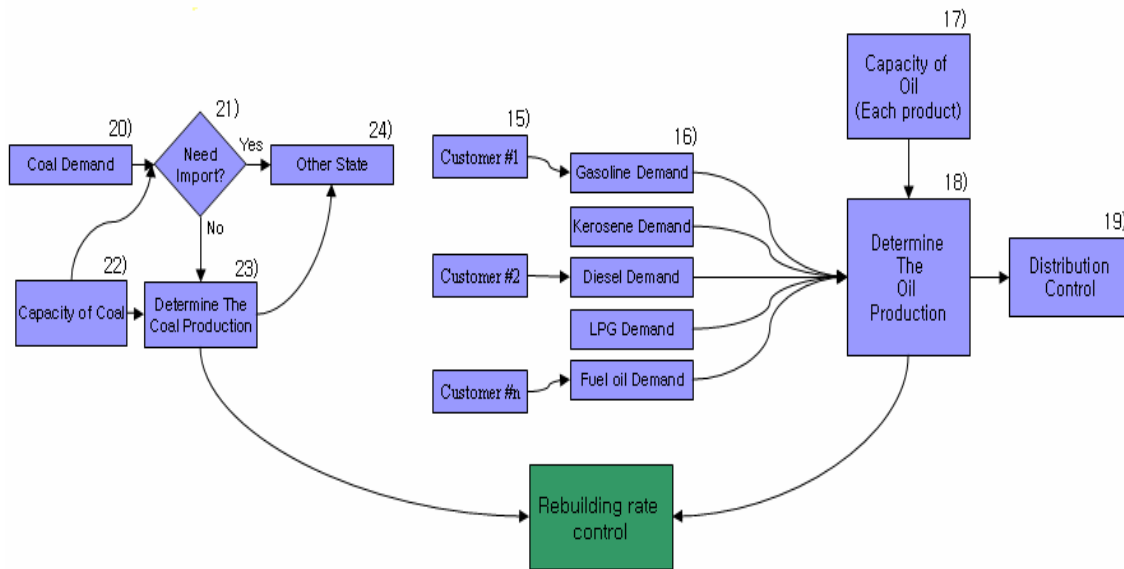 20)
Coal Demand
21)
Need
Import?
Yes
No
24)
Other State
22)
Capacity of Coal
23)
Determine The
Coal Production
15)
Customer #1
Customer #2
Customer #n
16)
Gasoline Demand
Kerosene Demand
Diesel Demand
LPG Demand
Fuel oil Demand
17)
Capacity of
Oil
(Each product)
18)
Determine
The
Oil
Production
19)
Distribution
Control
Rebuilding rate
control